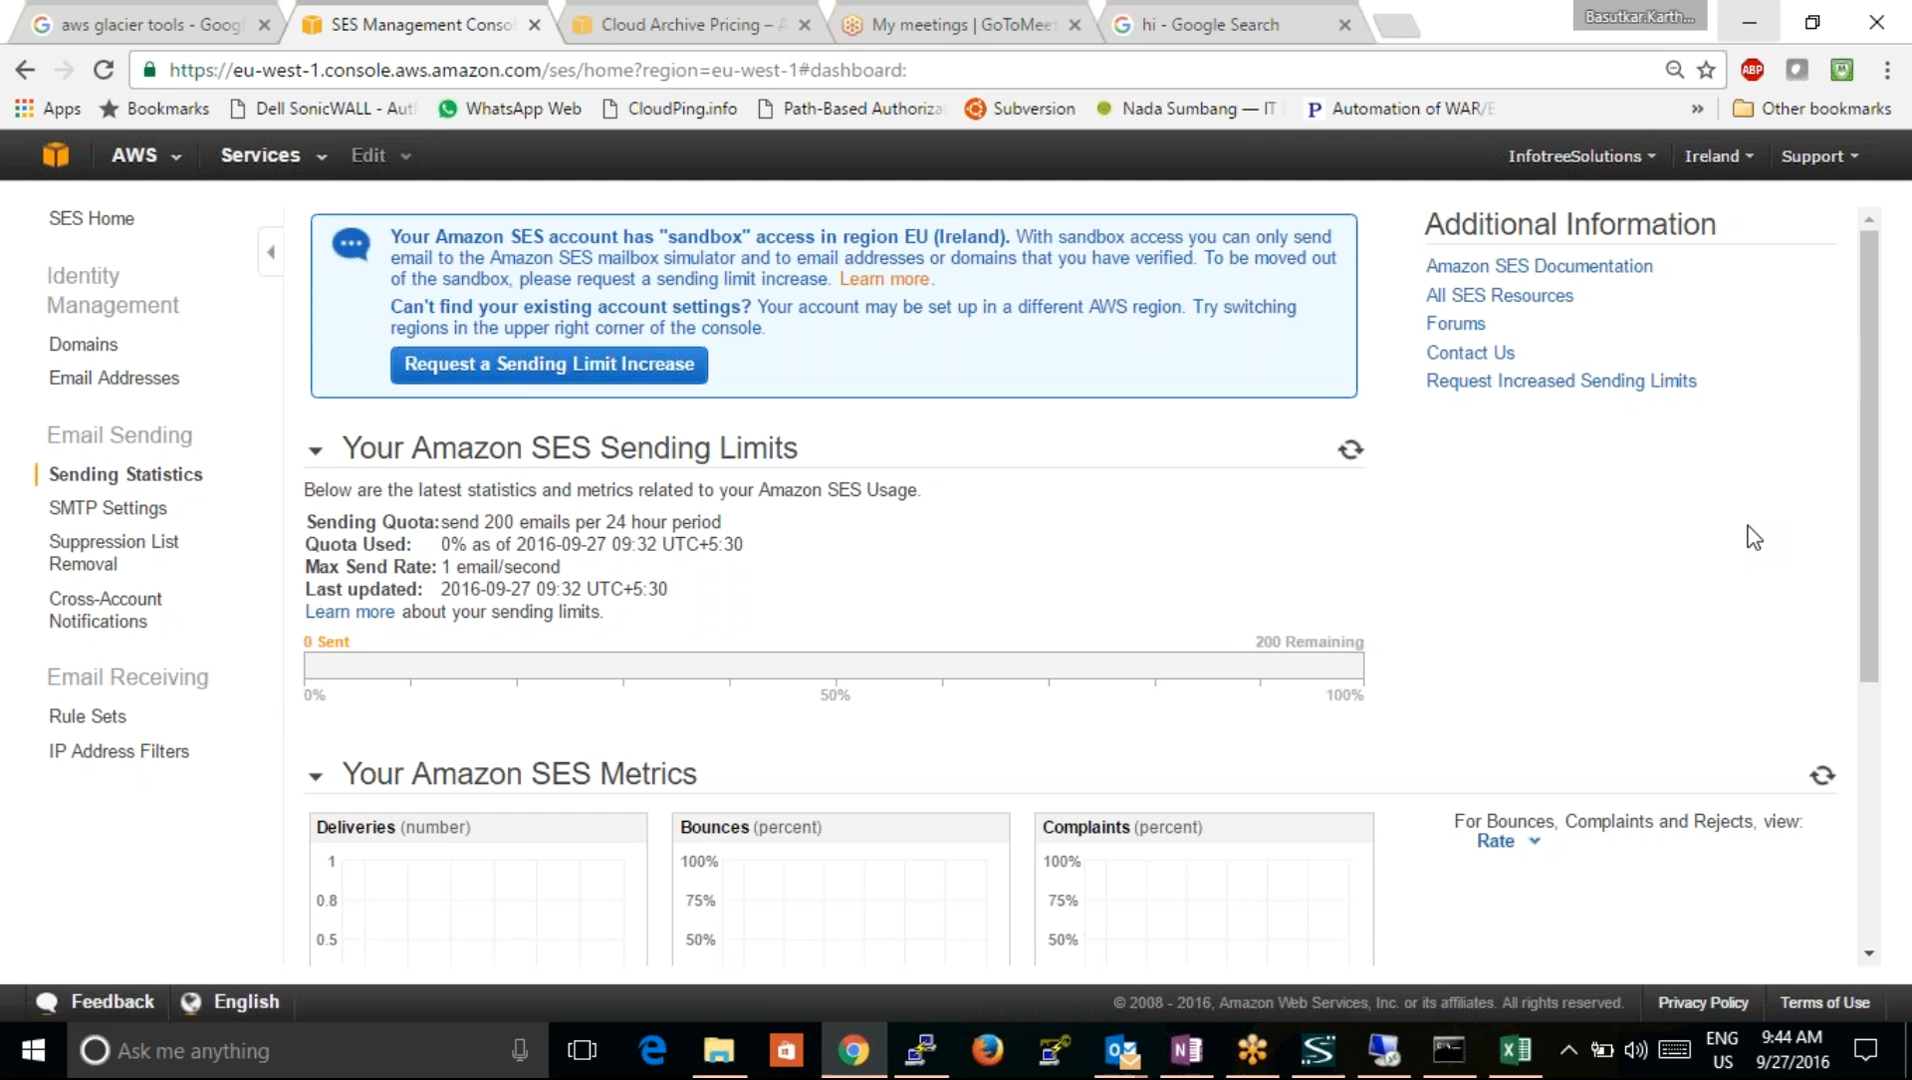 aws glacier tools - Goog
SES Management Conso
Cloud Archive Pricing – A
My meetings | GoToMeet
hi - Google Search
Basutkar.Karth...
https://eu-west-1.console.aws.amazon.com/ses/home?region=eu-west-1#dashboard:
ABP
Apps
Bookmarks
Dell SonicWALL - Aut
WhatsApp Web
CloudPing.info
Path-Based Authoriza
Subversion
Nada Sumbang — IT
Automation of WAR/E
»
Other bookmarks
AWS
Services
Edit
InfotreeSolutions
Ireland
Support
SES Home
Identity
Management
Domains
Email Addresses
Email Sending
Sending Statistics
SMTP Settings
Suppression List
Removal
Cross-Account
Notifications
Email Receiving
Rule Sets
IP Address Filters
Your Amazon SES account has "sandbox" access in region EU (Ireland). With sandbox access you can only send
email to the Amazon SES mailbox simulator and to email addresses or domains that you have verified. To be moved out
of the sandbox, please request a sending limit increase. Learn more.
Can't find your existing account settings? Your account may be set up in a different AWS region. Try switching
regions in the upper right corner of the console.
Request a Sending Limit Increase
Your Amazon SES Sending Limits
Below are the latest statistics and metrics related to your Amazon SES Usage.
Sending Quota: send 200 emails per 24 hour period
Quota Used: 0% as of 2016-09-27 09:32 UTC+5:30
Max Send Rate: 1 email/second
Last updated: 2016-09-27 09:32 UTC+5:30
Learn more about your sending limits.
0 Sent
200 Remaining
0%
50%
100%
Your Amazon SES Metrics
Deliveries (number)
1
0.8
0.5
Bounces (percent)
100%
75%
50%
Complaints (percent)
100%
75%
50%
For Bounces, Complaints and Rejects, view:
Rate
Additional Information
Amazon SES Documentation
All SES Resources
Forums
Contact Us
Request Increased Sending Limits
Feedback
English
© 2008 - 2016, Amazon Web Services, Inc. or its affiliates. All rights reserved.
Privacy Policy
Terms of Use
Ask me anything
ENG
US
9:44 AM
9/27/2016